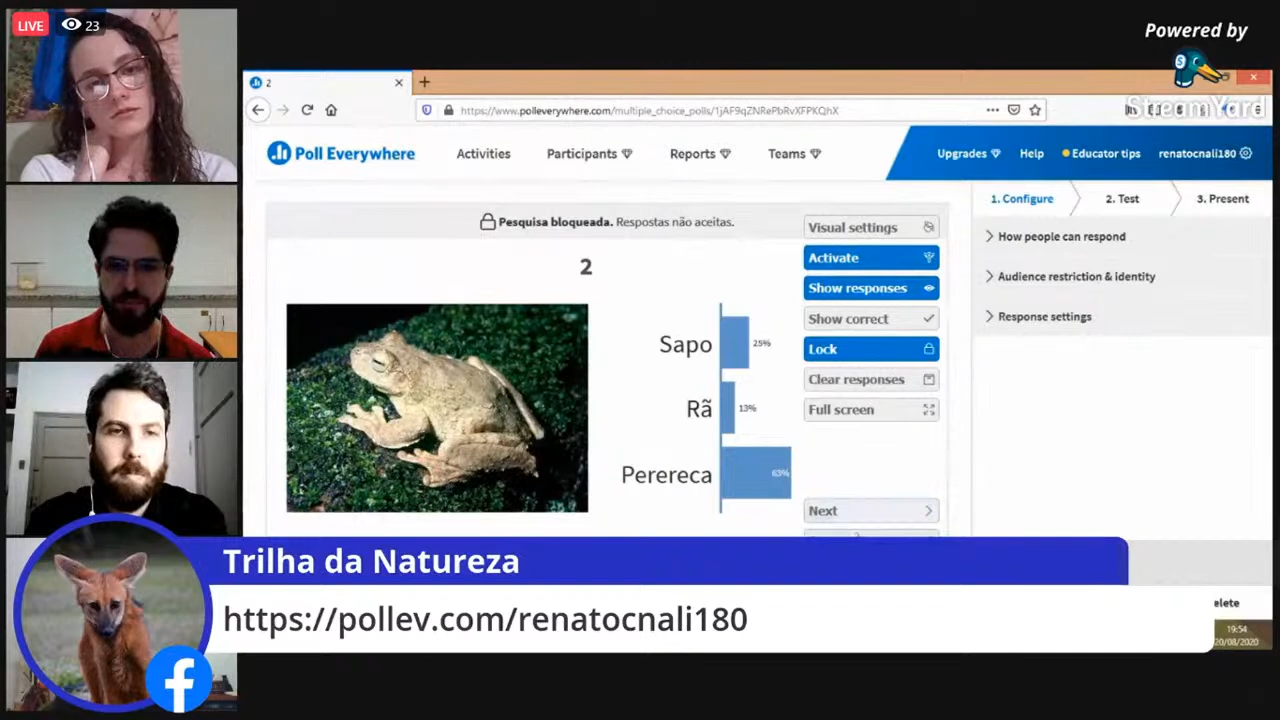 LIVE 23
Powered by
StreamYard
2
https://www.polleverywhere.com/multiple_choice_polls/1jAF9qZNRePbRvXFPKQhX
Poll Everywhere
Activities
Participants
Reports
Teams
Upgrades
Help
Educator tips
renatocnali180
1. Configure
2. Test
3. Present
Pesquisa bloqueada. Respostas não aceitas.
2
Sapo
25%
Rã
13%
Perereca
63%
Visual settings
Activate
Show responses
Show correct
Lock
Clear responses
Full screen
Next
How people can respond
Audience restriction & identity
Response settings
Trilha da Natureza
https://pollev.com/renatocnali180
elete
19:54
20/08/2020